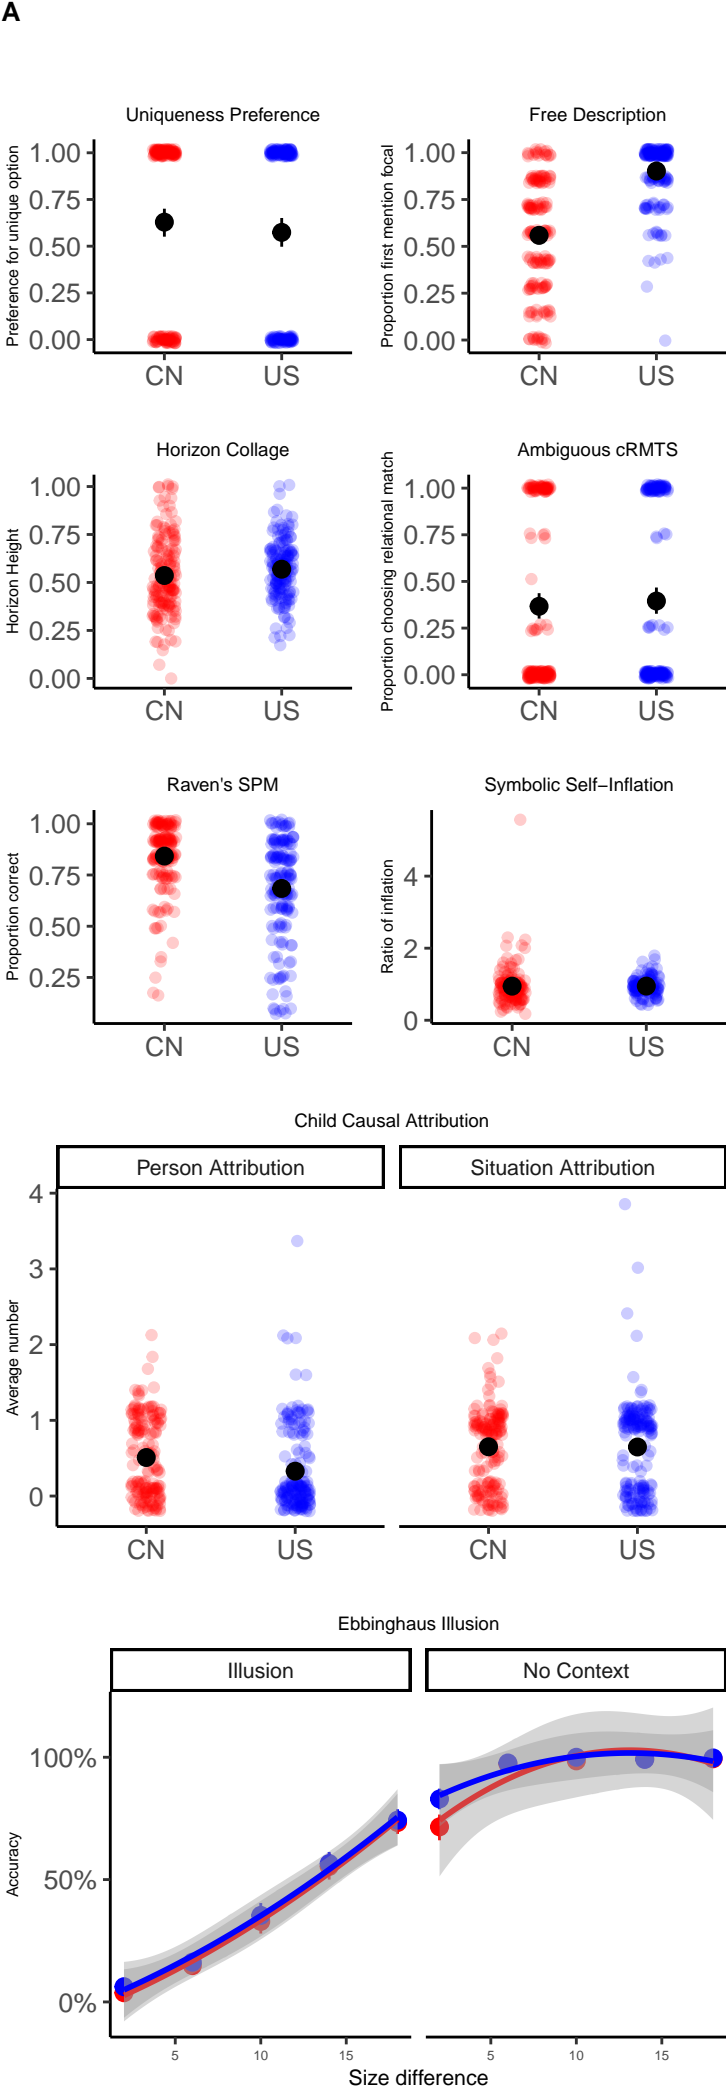 A
Uniqueness Preference
Preference for unique option
1.00
0.75
0.50
0.25
0.00
CN US
Free Description
Proportion first mention focal
1.00
0.75
0.50
0.25
0.00
CN US
Horizon Collage
Horizon Height
1.00
0.75
0.50
0.25
0.00
CN US
Ambiguous cRMTS
Proportion choosing relational match
1.00
0.75
0.50
0.25
0.00
CN US
Raven's SPM
Proportion correct
1.00
0.75
0.50
0.25
CN US
Symbolic Self−Inflation
Ratio of inflation
4
2
0
CN US
Child Causal Attribution
Person Attribution Situation Attribution
Average number
4
3
2
1
0
CN US CN US
Ebbinghaus Illusion
Illusion No Context
Accuracy
100%
50%
0%
5 10 15 5 10 15
Size difference